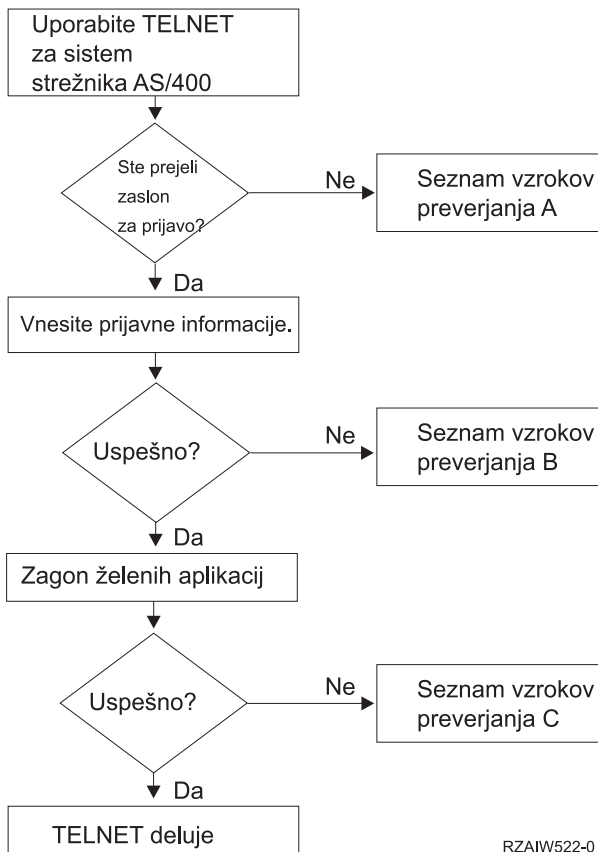 Uporabite TELNET
za sistem
strežnika AS/400
Ste prejeli
zaslon
za prijavo?
Ne
Seznam vzrokov
preverjanja A
Da
Vnesite prijavne informacije.
Uspešno?
Ne
Seznam vzrokov
preverjanja B
Da
Zagon želenih aplikacij
Uspešno?
Ne
Seznam vzrokov
preverjanja C
Da
TELNET deluje
RZAIW522-0